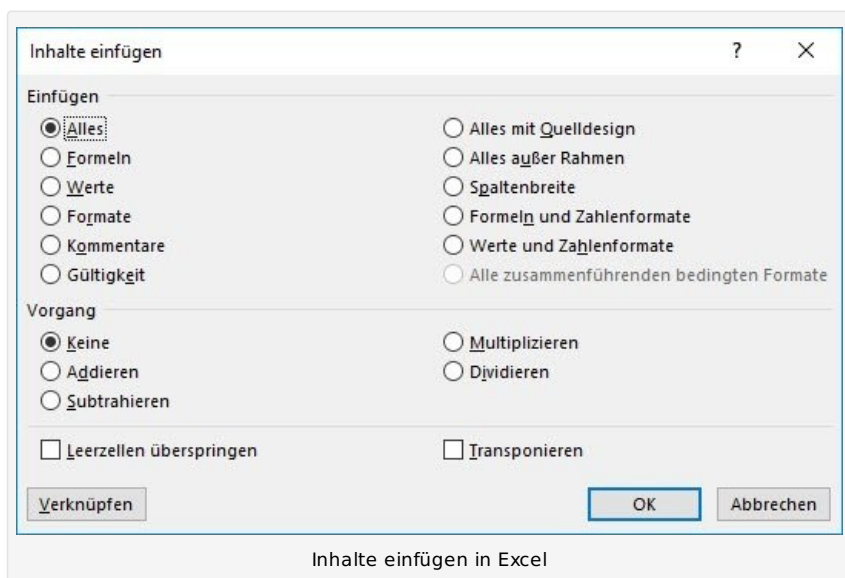 Inhalte einfügen ?
Einfügen
Alles
Formeln
Werte
Formate
Kommentare
Gültigkeit
Alles mit Quelldesign
Alles außer Rahmen
Spaltenbreite
Formeln und Zahlenformate
Werte und Zahlenformate
Alle zusammenführenden bedingten Formate
Vorgang
Keine
Addieren
Subtrahieren
Multiplizieren
Dividieren
Leerzellen überspringen
Transponieren
Verknüpfen
OK
Abbrechen
Inhalte einfügen in Excel